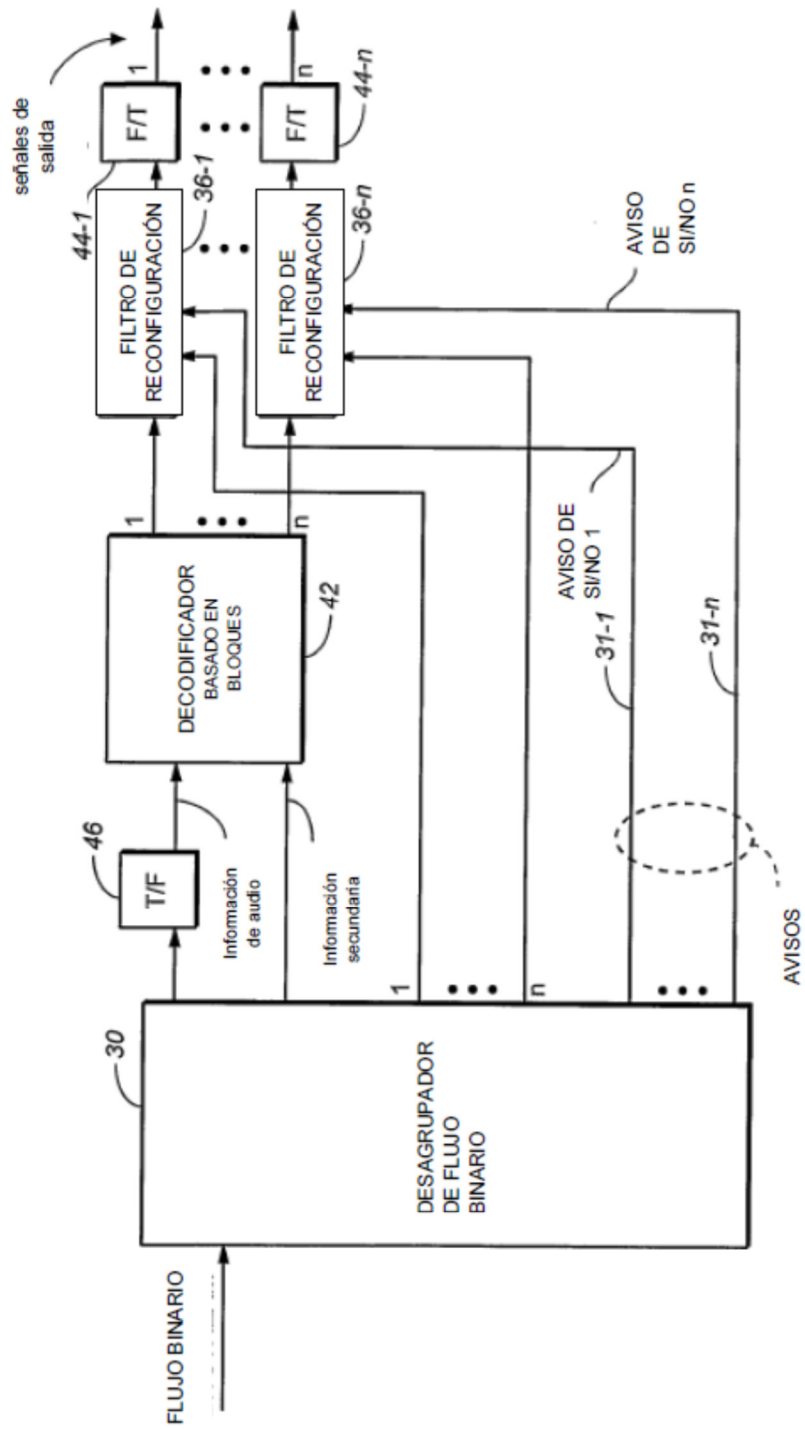 FLUJO BINARIO
30
DESAGRUPADOR
DE FLUJO
BINARIO
46
T/F
Información
de audio
Información
secundaria
DECODIFICADOR
BASADO EN
BLOQUES
42
1
n
1
n
44-1
FILTRO DE
RECONFIGURACIÓN
36-1
FILTRO DE
RECONFIGURACIÓN
36-n
señales de
salida
F/T
1
F/T
n
44-n
AVISO DE
SI/NO 1
31-1
31-n
AVISO
DE
SI/NO n
AVISOS